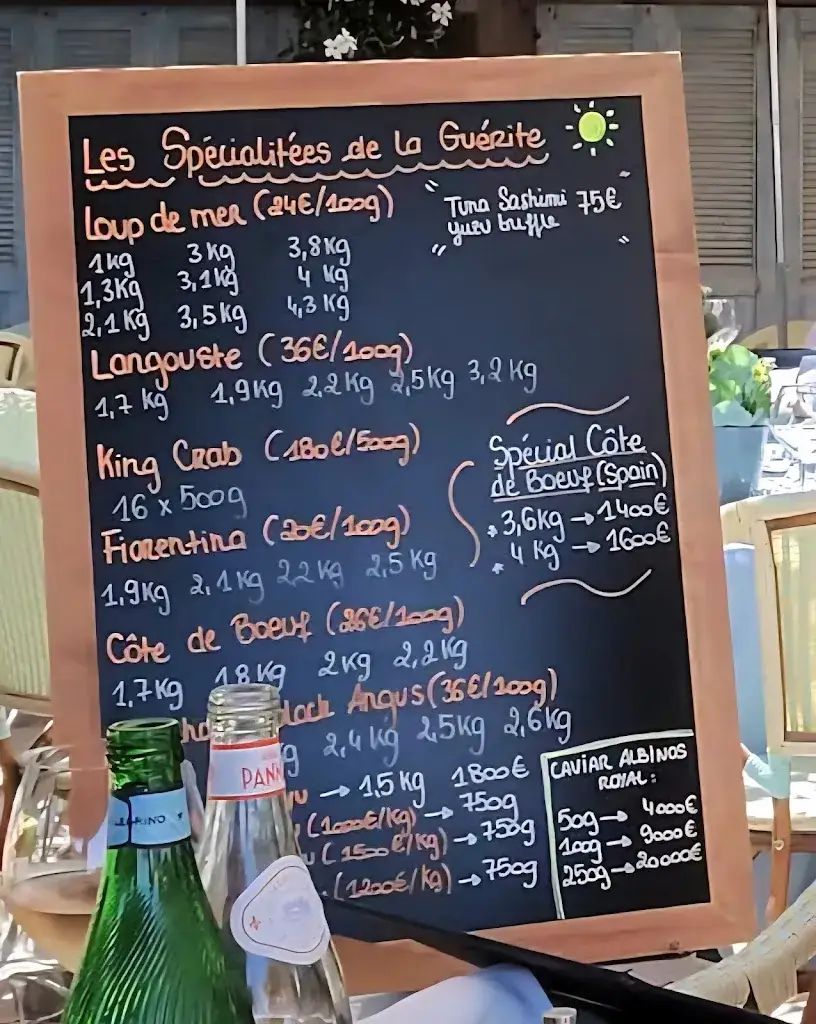 Les Spécialitées de la Guérite
Loup de mer (24€/100g)
1kg 3kg 3,8kg
1,3kg 3,1kg 4 kg
2,1kg 3,5kg 4,3 kg
" Tuna Sashimi 75€ "
" yuzu truffle "
Langouste (36€/100g)
1,7 kg 1,9kg 2,2kg 2,5kg 3,2kg
King Crab (180€/500g)
16 x 500g
Spécial Côte
de Boeuf (Spain)
* 3,6kg → 1400€
* 4 kg → 1600€
Fiorentina (20€/100g)
1,9kg 2,1kg 2,2kg 2,5 kg
Côte de Boeuf (26€/100g)
1,7kg 1,8kg 2kg 2,2kg
Angus (36€/100g)
2,4kg 2,5kg 2,6kg
→ 1,5 kg 1800€
(1000€/kg) → 750g
(1500€/kg) → 750g
(1200€/kg) → 750g
CAVIAR ALBINOS
ROYAL :
50g → 4000€
100g → 9000€
250g → 20000€
PANN